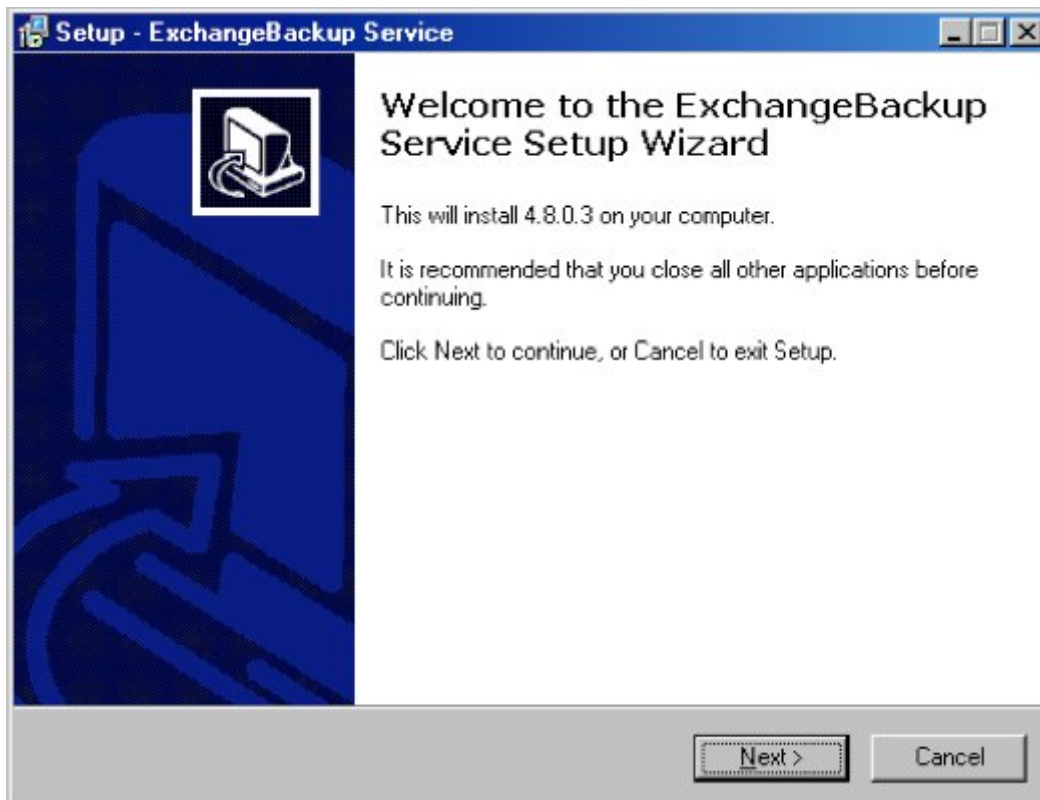 Setup - ExchangeBackup Service
Welcome to the ExchangeBackup
Service Setup Wizard
This will install 4.8.0.3 on your computer.
It is recommended that you close all other applications before
continuing.
Click Next to continue, or Cancel to exit Setup.
Next >
Cancel